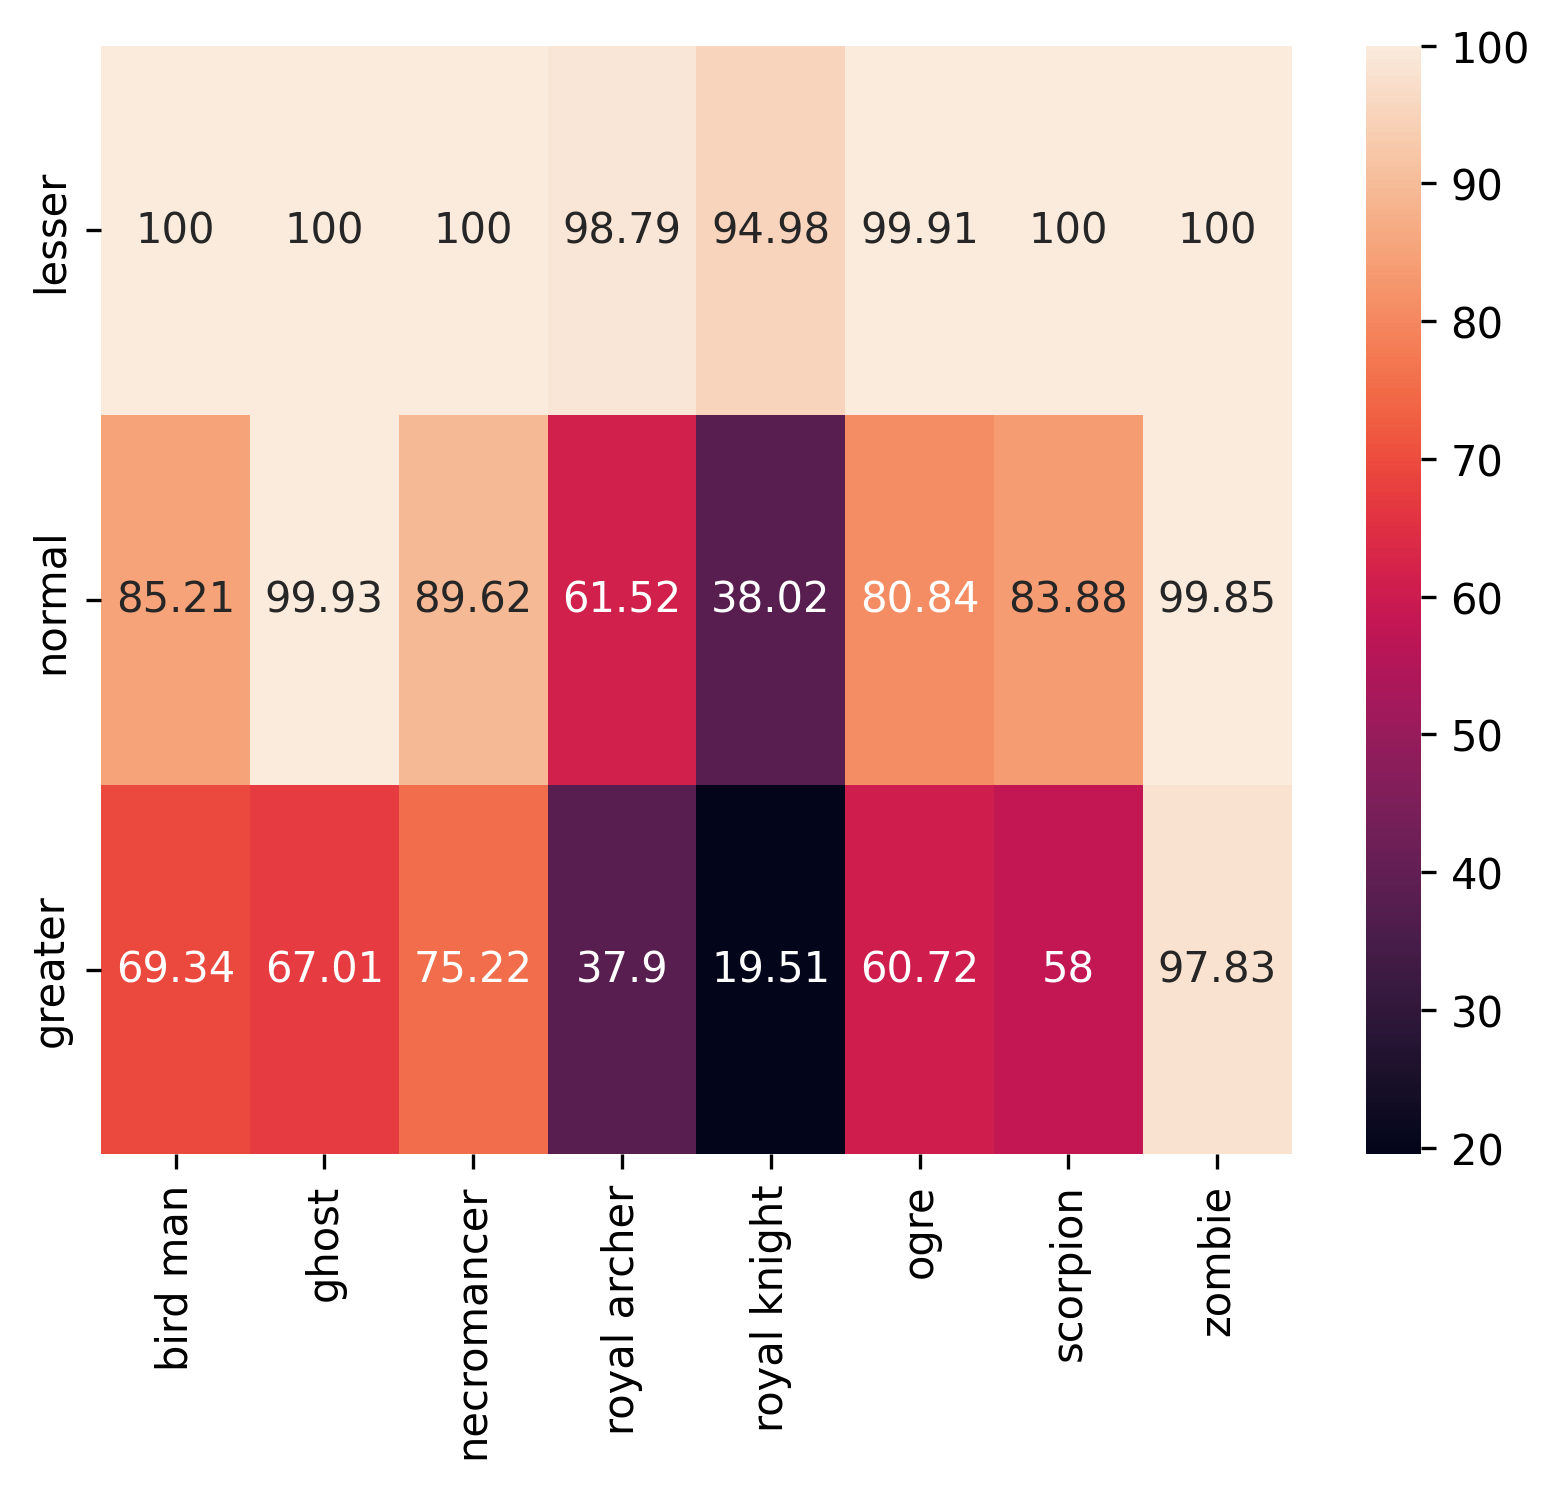 lesser 100 100 100 98.79 94.98 99.91 100 100
normal 85.21 99.93 89.62 61.52 38.02 80.84 83.88 99.85
greater 69.34 67.01 75.22 37.9 19.51 60.72 58 97.83
bird man
ghost
necromancer
royal archer
royal knight
ogre
scorpion
zombie
100
90
80
70
60
50
40
30
20